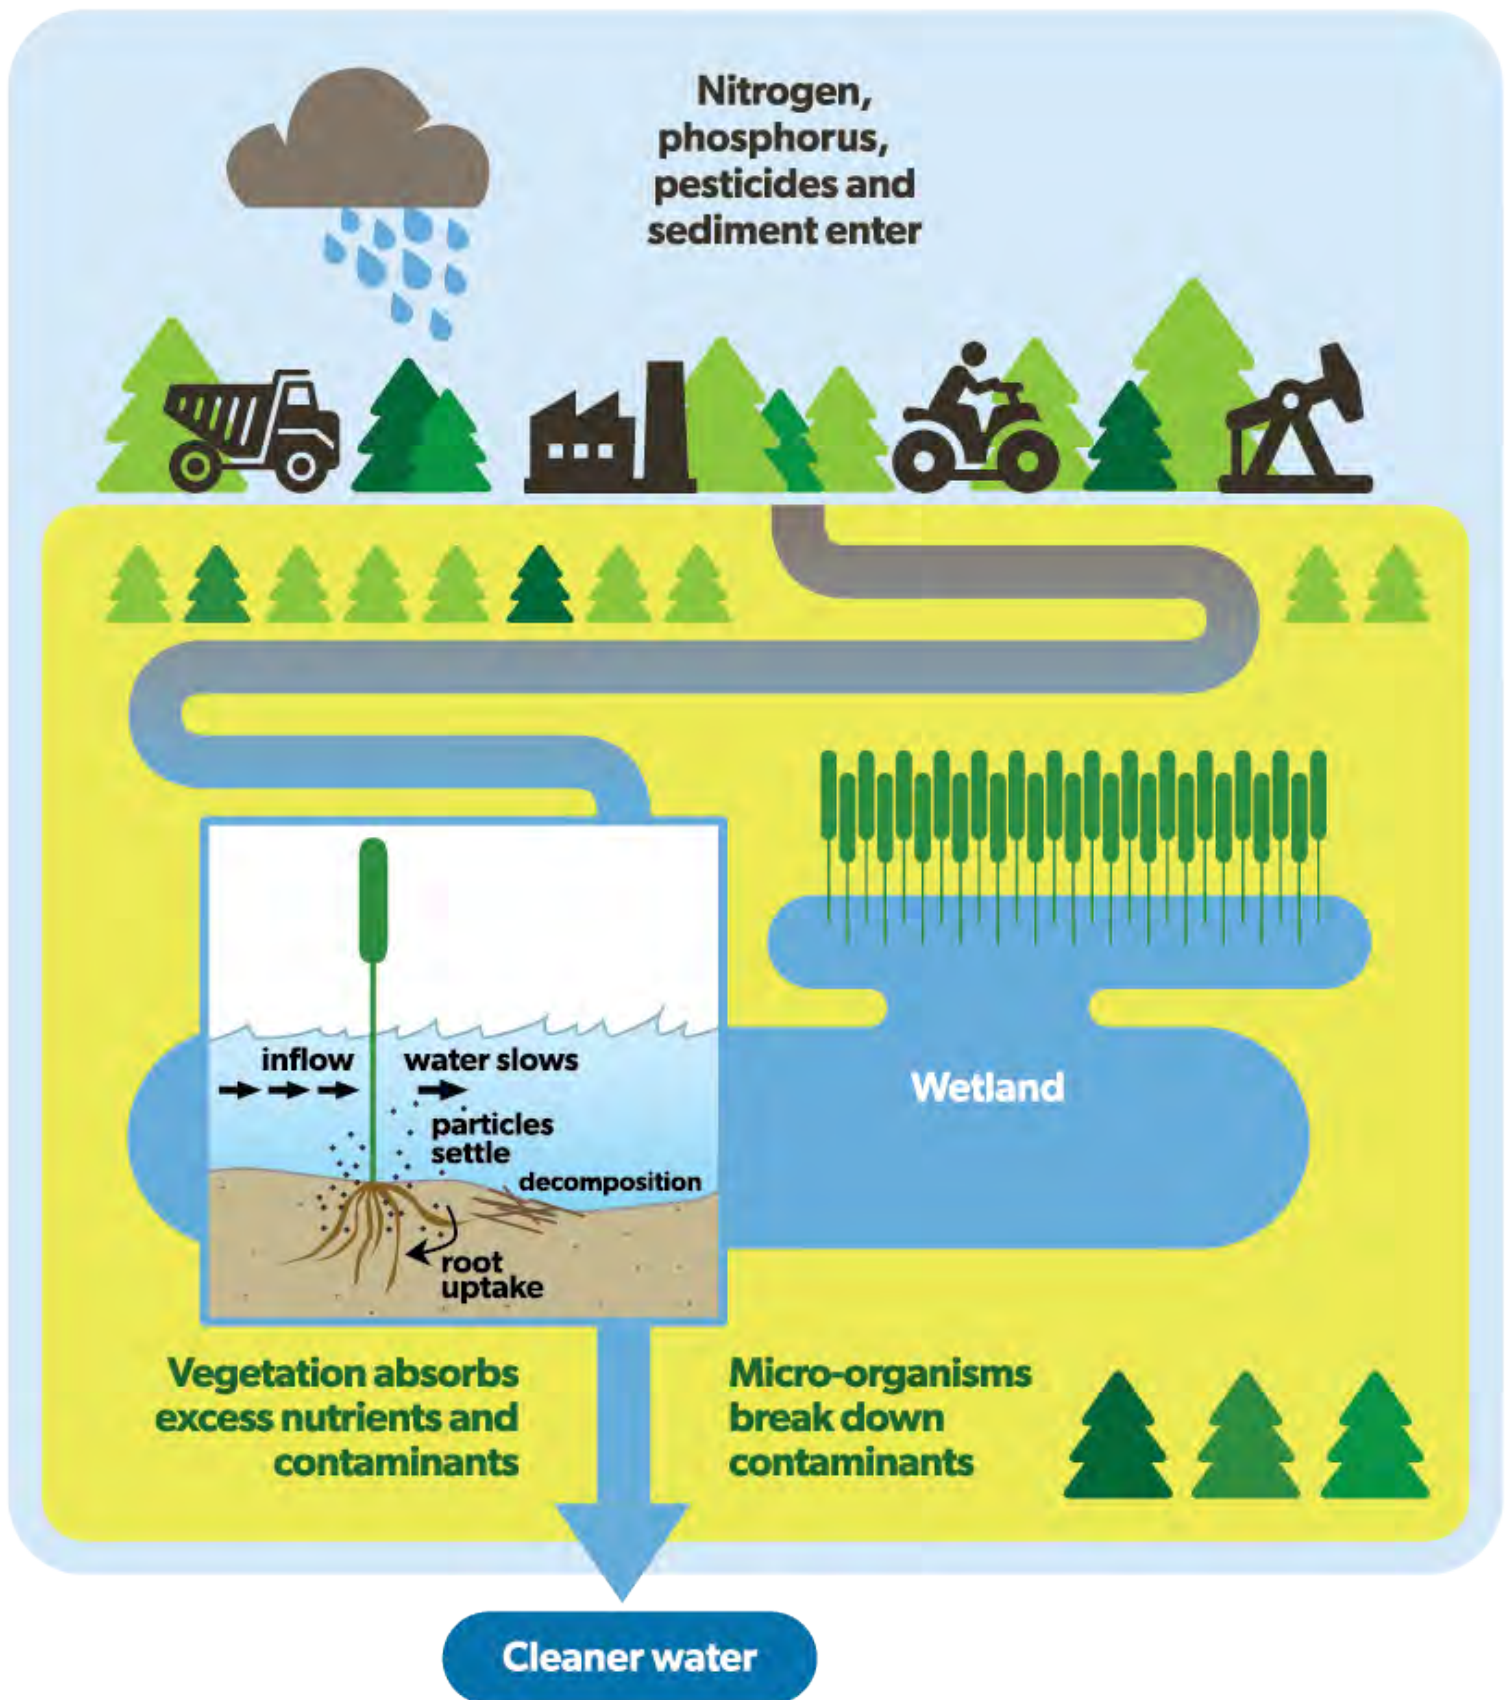 Nitrogen,
phosphorus,
pesticides and
sediment enter
inflow
water slows
particles
settle
decomposition
root
uptake
Wetland
Vegetation absorbs
excess nutrients and
contaminants
Micro-organisms
break down
contaminants
Cleaner water